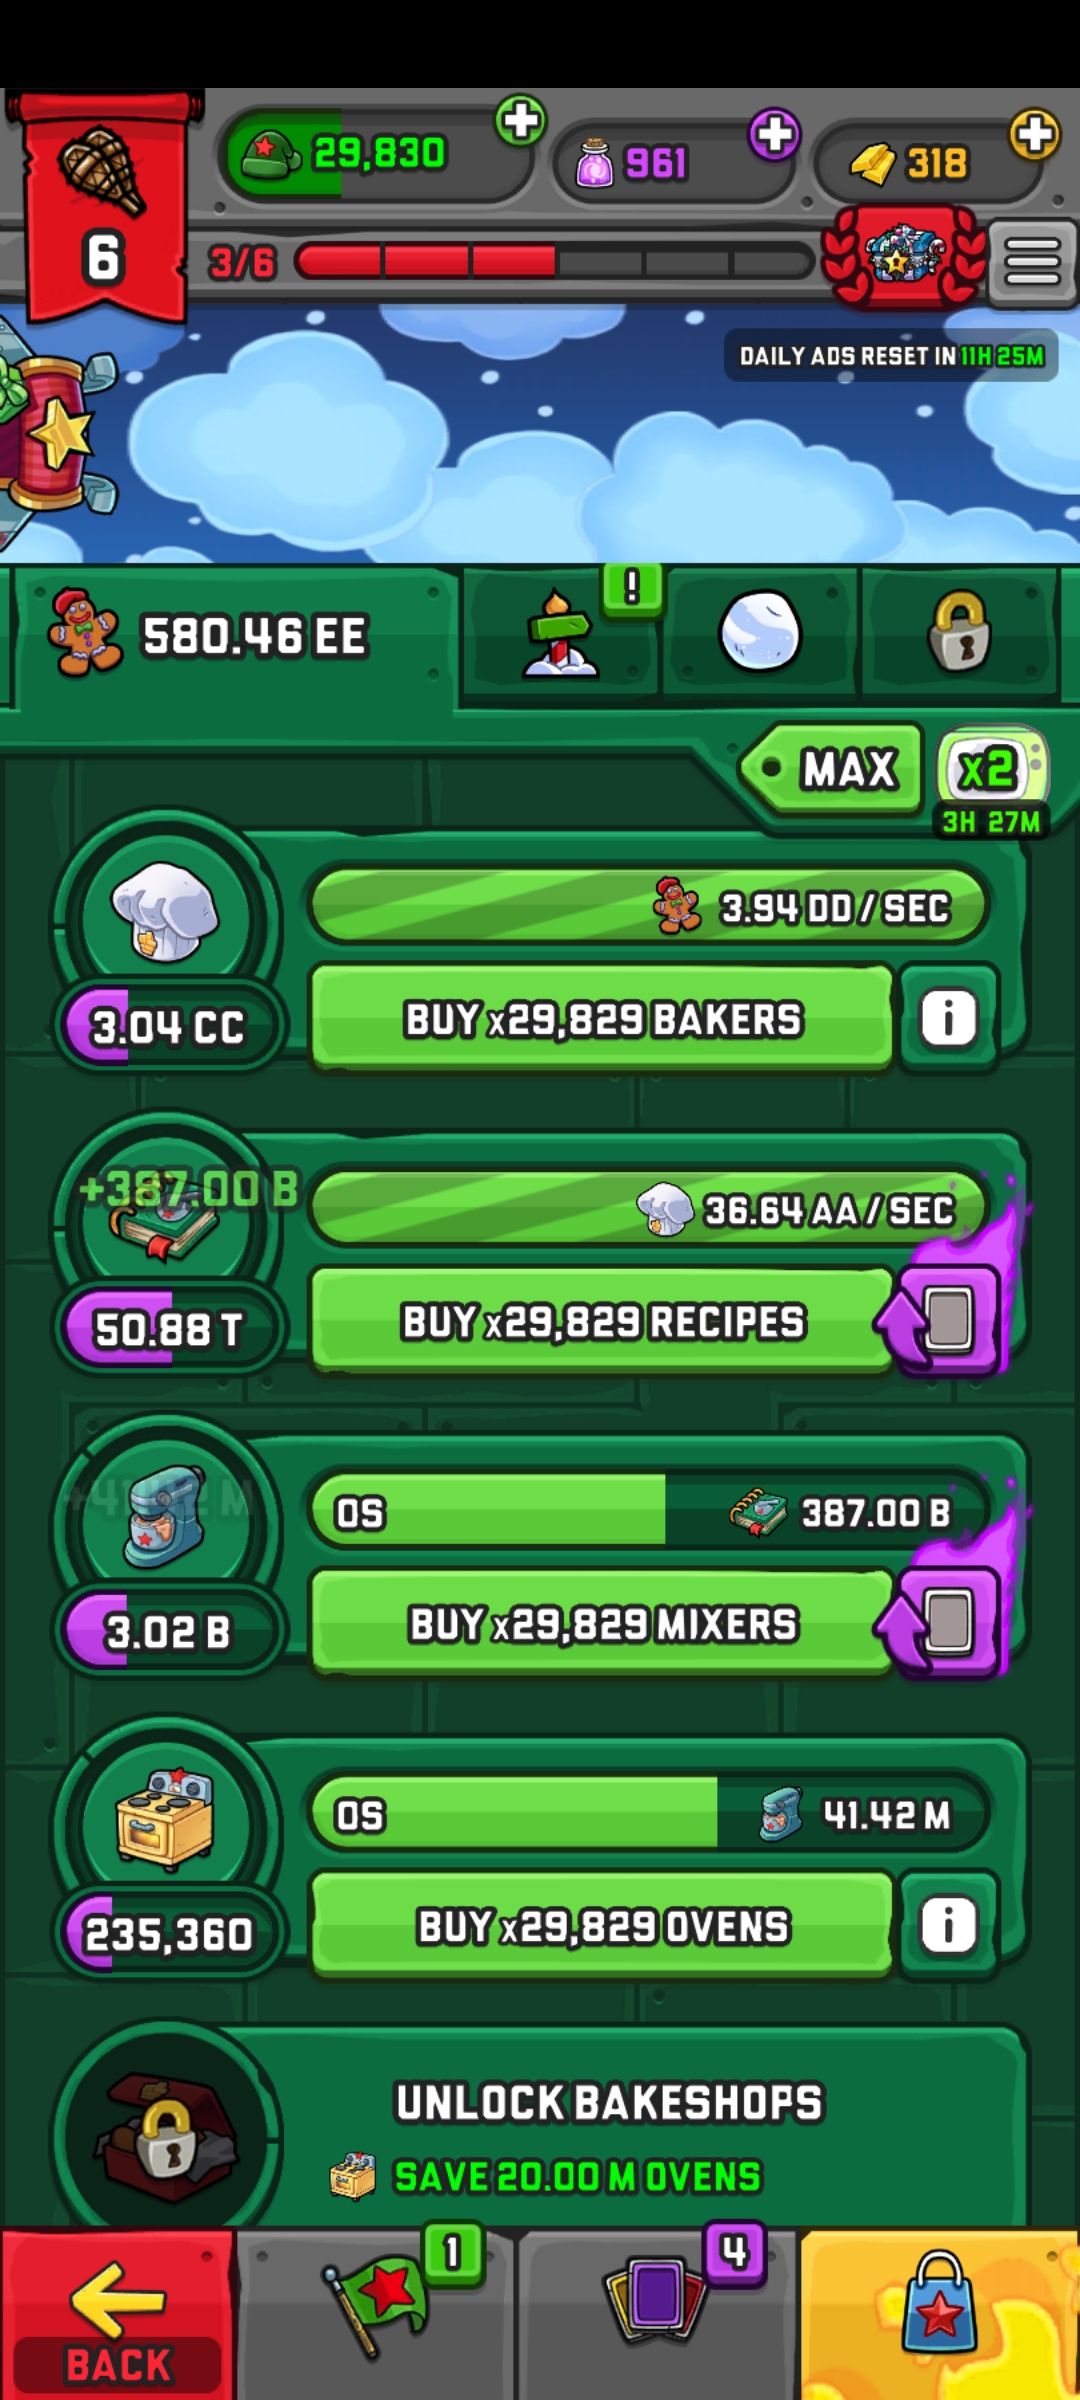 29,830
961
318
6
3/6
DAILY ADS RESET IN 11H 25M
580.46 EE
!
MAX
x2
3H 27M
3.94 DD / SEC
3.04 CC
BUY x29,829 BAKERS
i
+387.00 B
36.64 AA / SEC
50.88 T
BUY x29,829 RECIPES
+41.42 M
0S
387.00 B
3.02 B
BUY x29,829 MIXERS
0S
41.42 M
235,360
BUY x29,829 OVENS
i
UNLOCK BAKESHOPS
SAVE 20.00 M OVENS
1
4
BACK